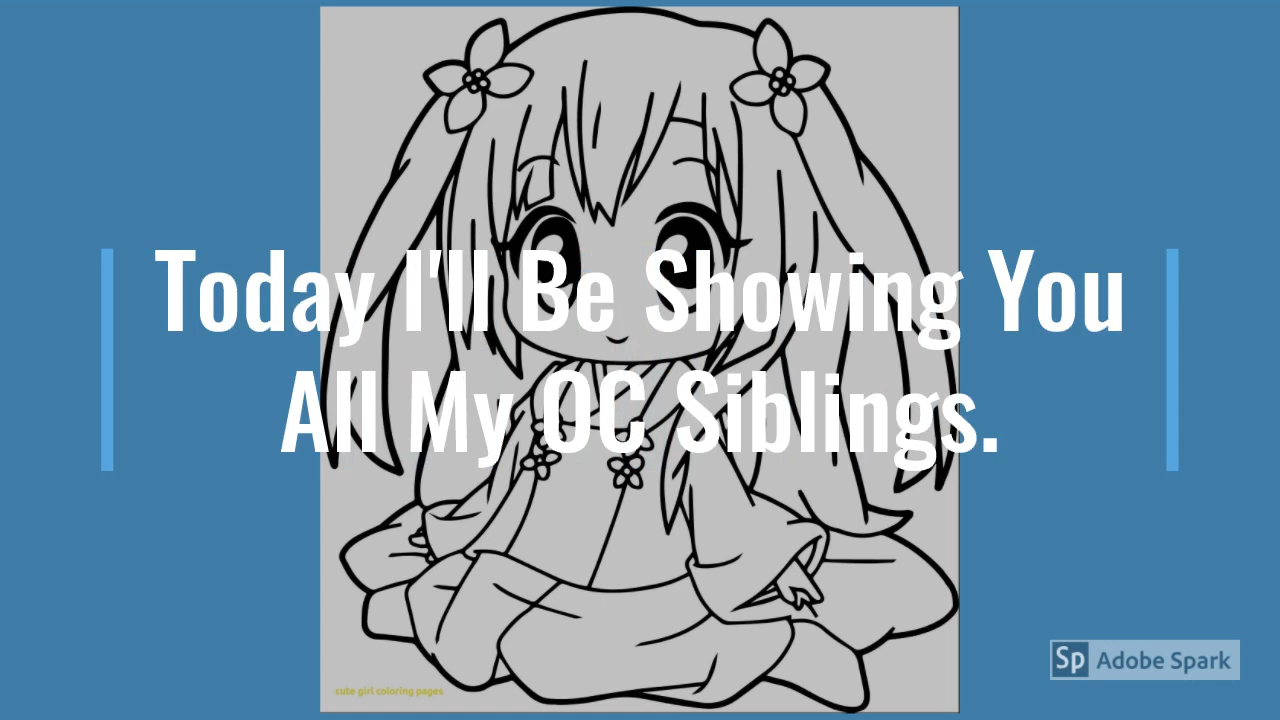 Today I'll Be Showing You
All My OC Siblings.
Sp Adobe Spark
cute girl coloring pages